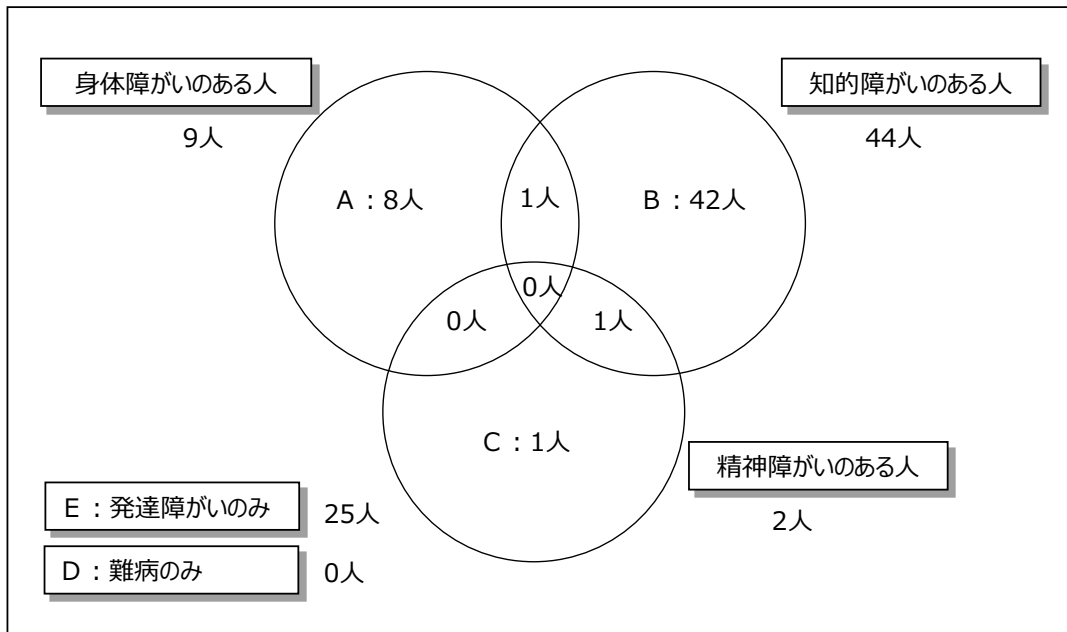 身体障がいのある人
9人
知的障がいのある人
44人
A：8人
1人
B：42人
0人
0人
1人
C：1人
精神障がいのある人
2人
E：発達障がいのみ
25人
D：難病のみ
0人